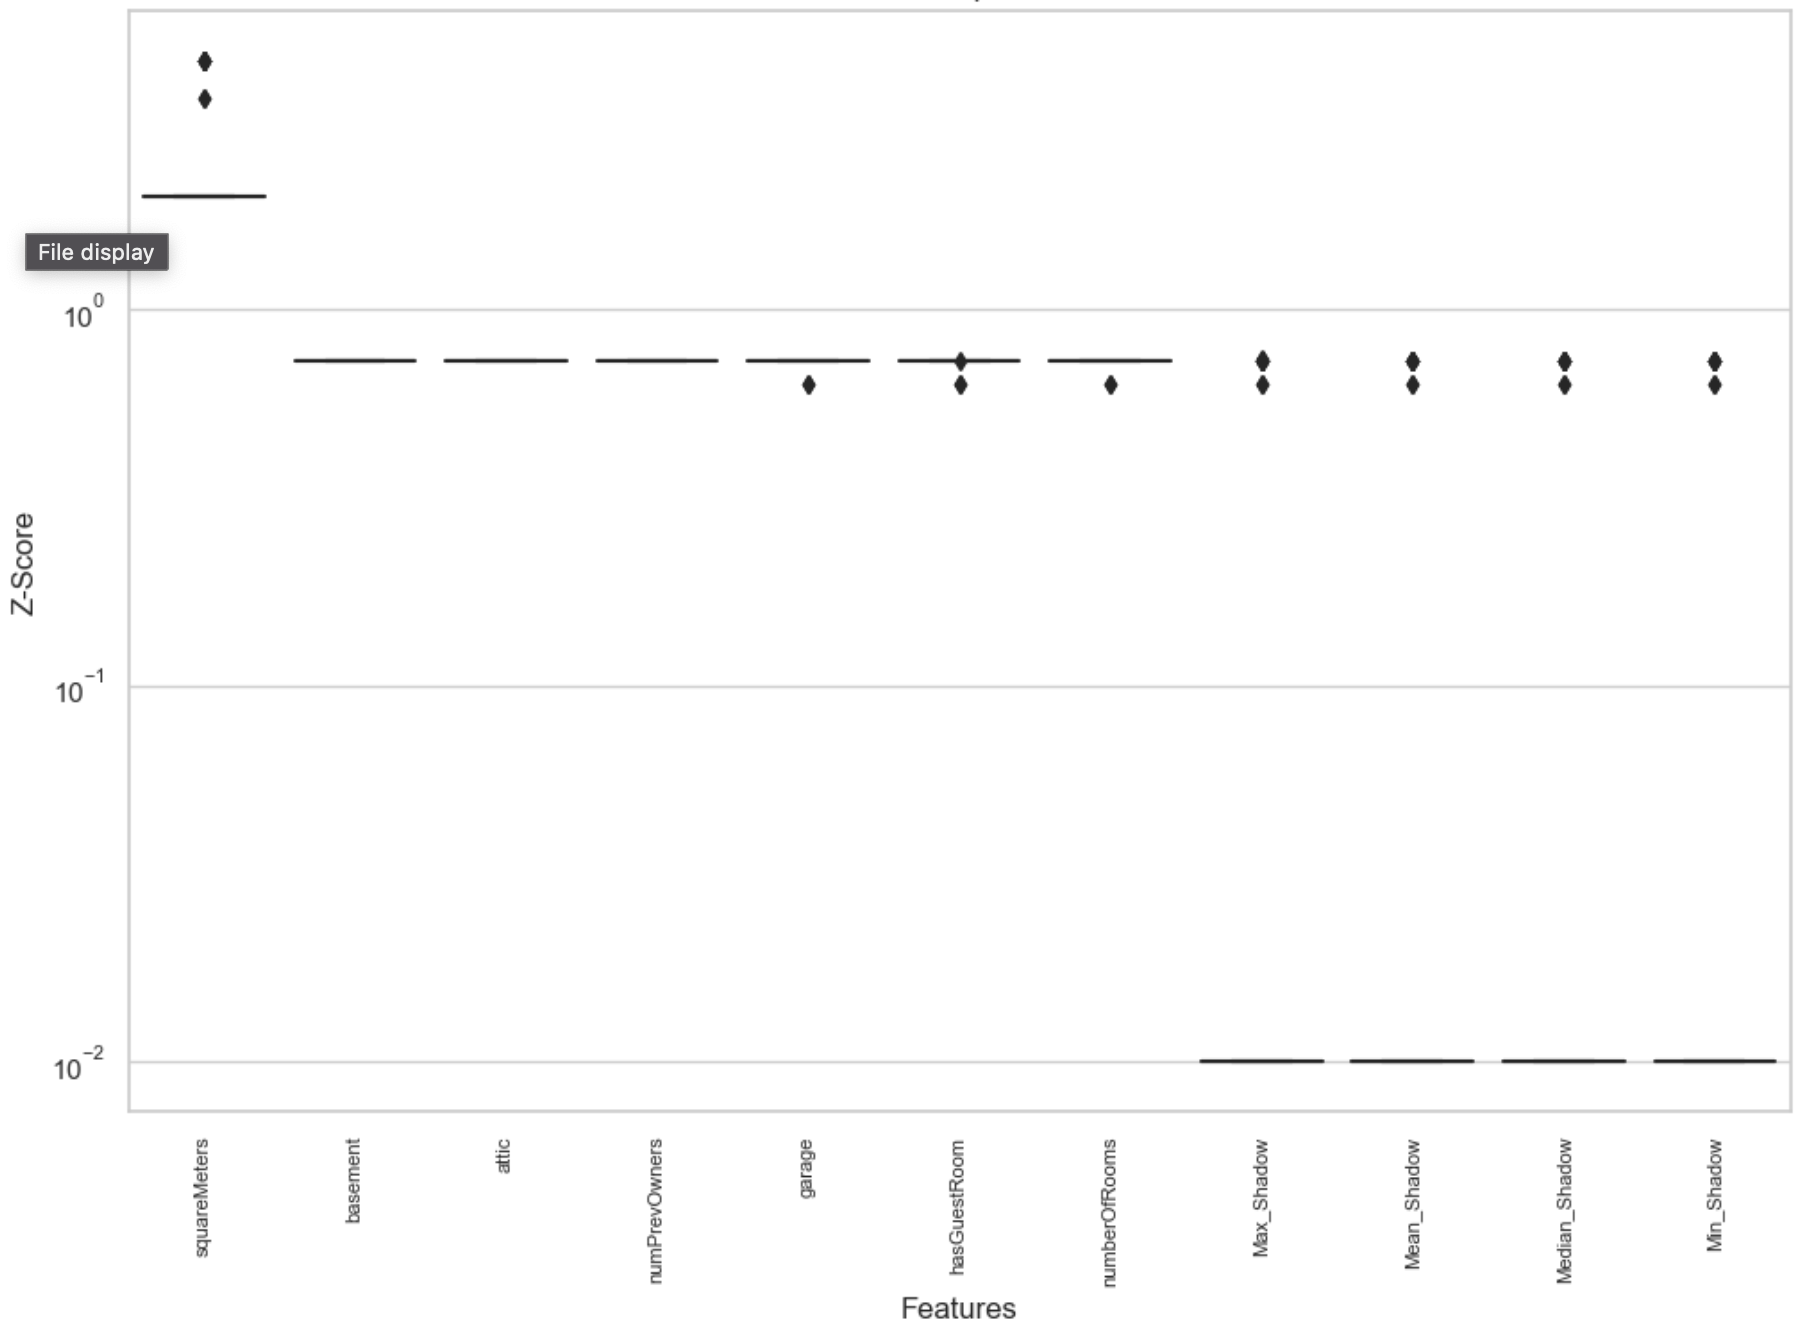 File display
10^0
10^-1
10^-2
Z-Score
squareMeters
basement
attic
numPrevOwners
garage
hasGuestRoom
numberOfRooms
Max_Shadow
Mean_Shadow
Median_Shadow
Min_Shadow
Features